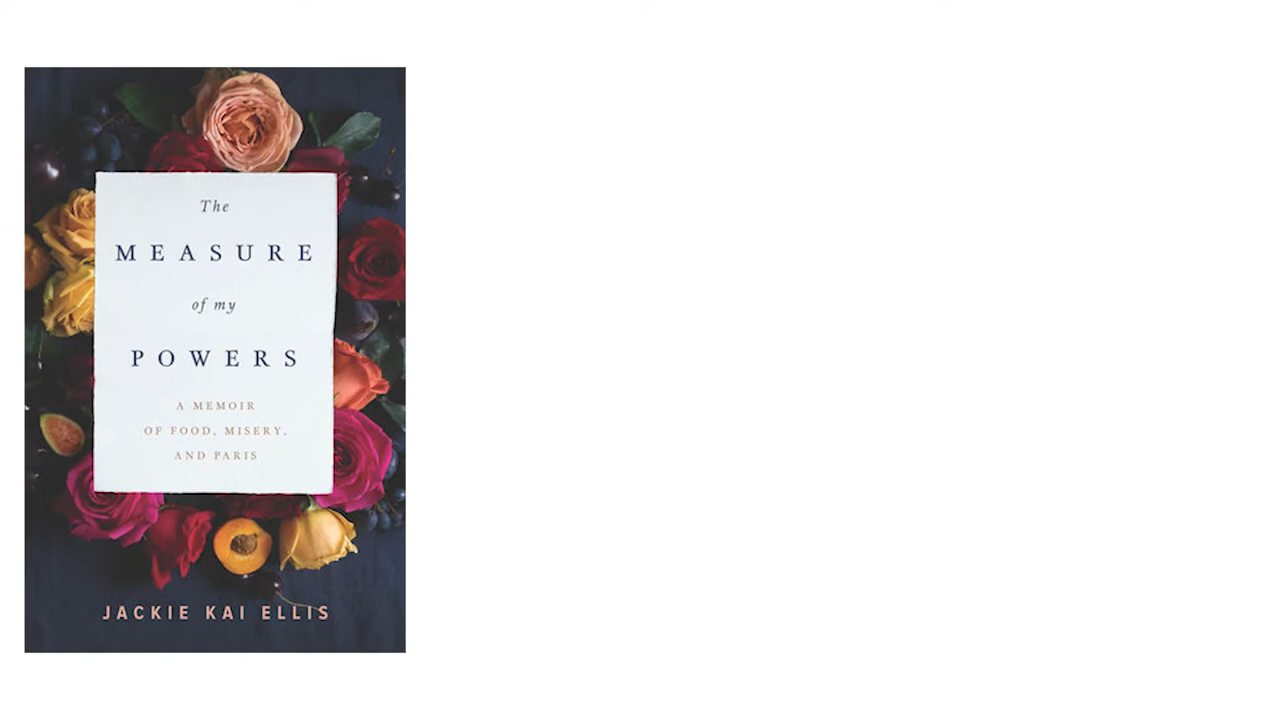 The
MEASURE
of my
POWERS
A MEMOIR
OF FOOD, MISERY,
AND PARIS
JACKIE KAI ELLIS